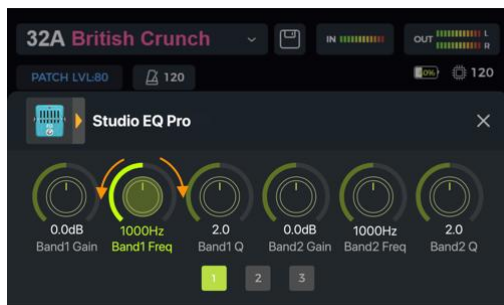 32A British Crunch IN OUT L R
PATCH LVL:80 120 0% 120
Studio EQ Pro
0.0dB 1000Hz 2.0 0.0dB 1000Hz 2.0
Band1 Gain Band1 Freq Band1 Q Band2 Gain Band2 Freq Band2 Q
1 2 3